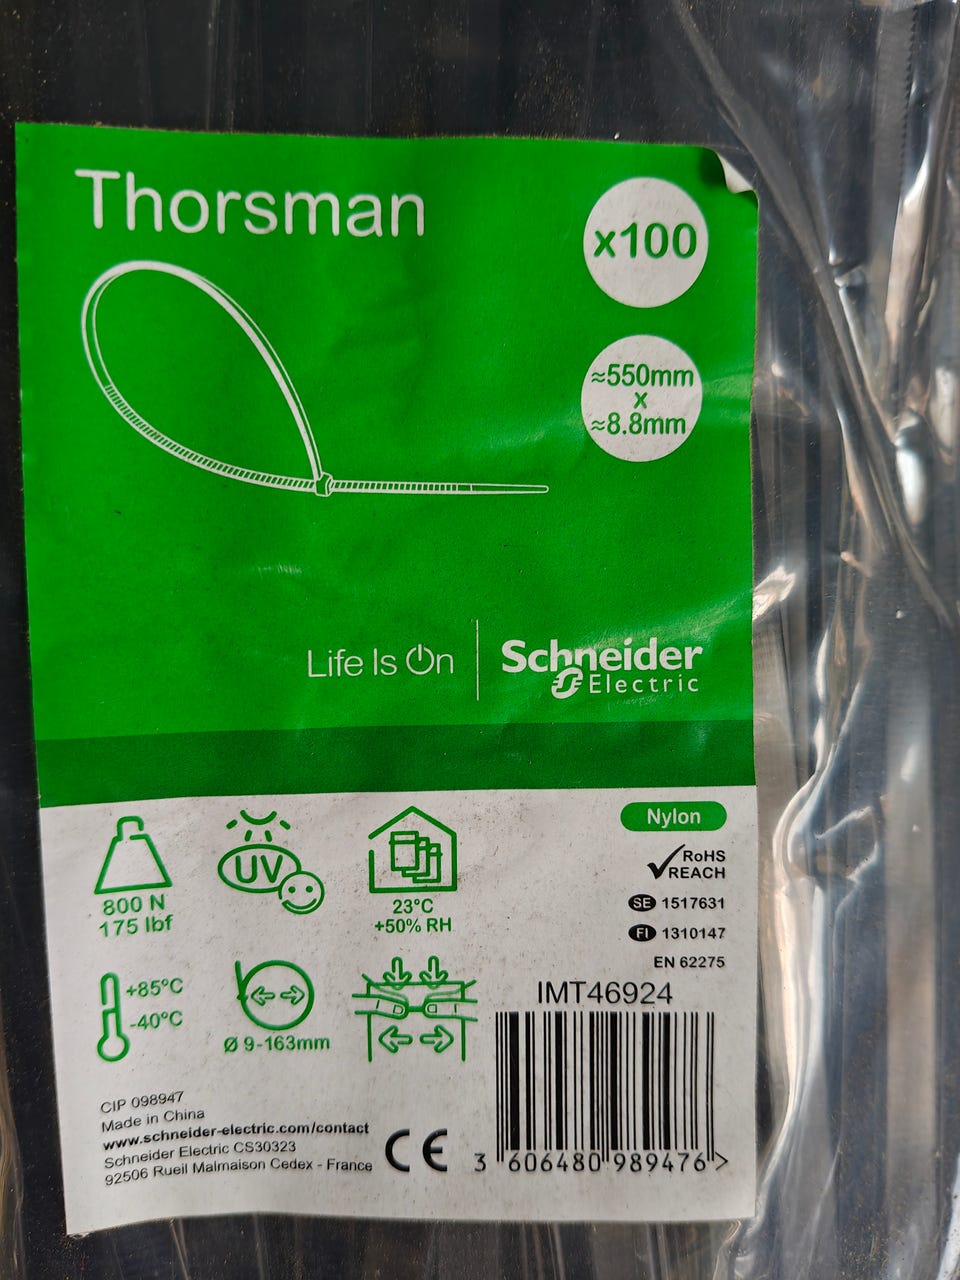 Thorsman
x100
≈550mm
x
≈8.8mm
Life Is On
Schneider
Electric
Nylon
UV
800 N
175 lbf
23°C
+50% RH
RoHS
REACH
SE 1517631
FI 1310147
EN 62275
+85°C
-40°C
Ø 9-163mm
IMT46924
CIP 098947
Made in China
www.schneider-electric.com/contact
Schneider Electric CS30323
92506 Rueil Malmaison Cedex - France
CE
3 606480 989476 >